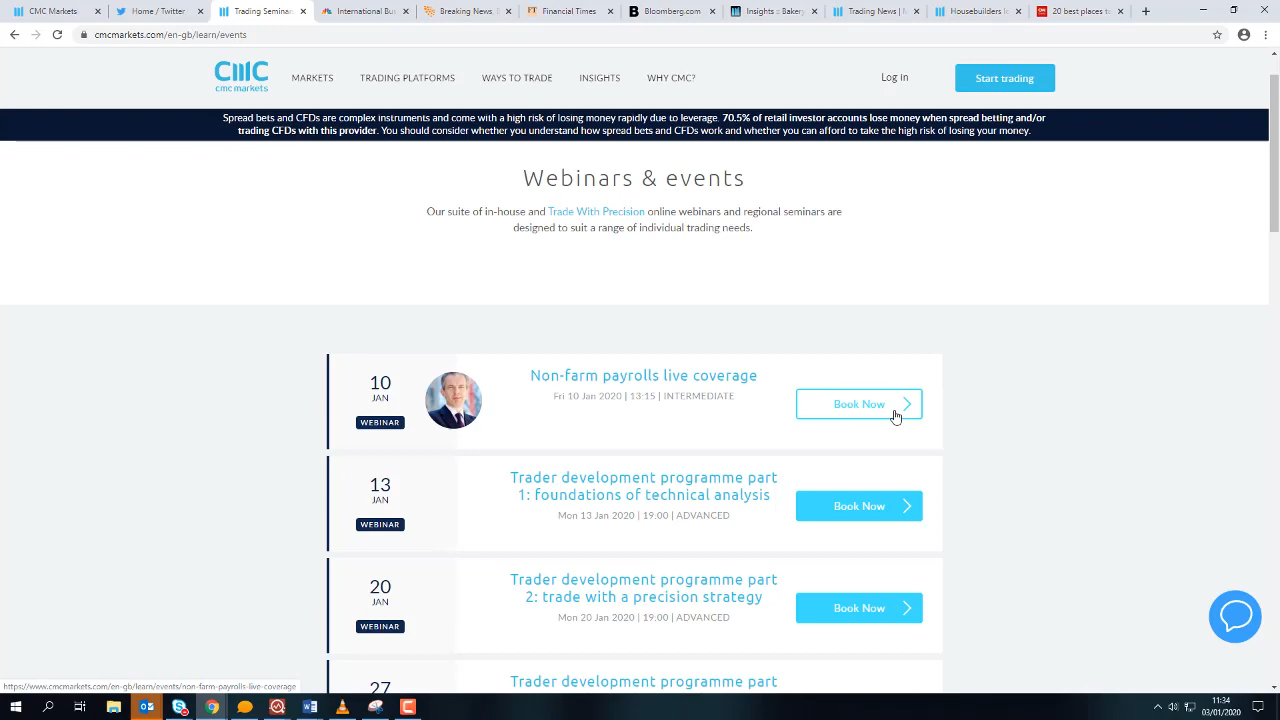 CMC Markets
Home / Twitter
Trading Seminar
International Bus
Breaking News, I
Financial Times
Bloomberg.com
Insights :: Bakery
Trading News |
Housebuilders
20 best places t
cmcmarkets.com/en-gb/learn/events
cmc markets
MARKETS
TRADING PLATFORMS
WAYS TO TRADE
INSIGHTS
WHY CMC?
Log in
Start trading
Spread bets and CFDs are complex instruments and come with a high risk of losing money rapidly due to leverage. 70.5% of retail investor accounts lose money when spread betting and/or
trading CFDs with this provider. You should consider whether you understand how spread bets and CFDs work and whether you can afford to take the high risk of losing your money.
Webinars & events
Our suite of in-house and Trade With Precision online webinars and regional seminars are
designed to suit a range of individual trading needs.
10
JAN
WEBINAR
Non-farm payrolls live coverage
Fri 10 Jan 2020 | 13:15 | INTERMEDIATE
Book Now
13
JAN
WEBINAR
Trader development programme part
1: foundations of technical analysis
Mon 13 Jan 2020 | 19:00 | ADVANCED
Book Now
20
JAN
WEBINAR
Trader development programme part
2: trade with a precision strategy
Mon 20 Jan 2020 | 19:00 | ADVANCED
Book Now
27
Trader development programme part
https://www.cmcmarkets.com/en-gb/learn/events/non-farm-payrolls-live-coverage
11:34
03/01/2020